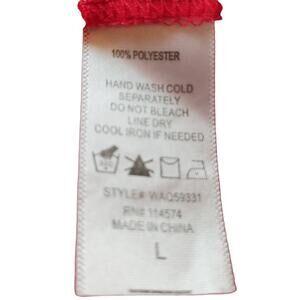 100% POLYESTER
HAND WASH COLD
SEPARATELY
DO NOT BLEACH
LINE DRY
COOL IRON IF NEEDED
STYLE# WAQ59331
RN# 114574
MADE IN CHINA
L